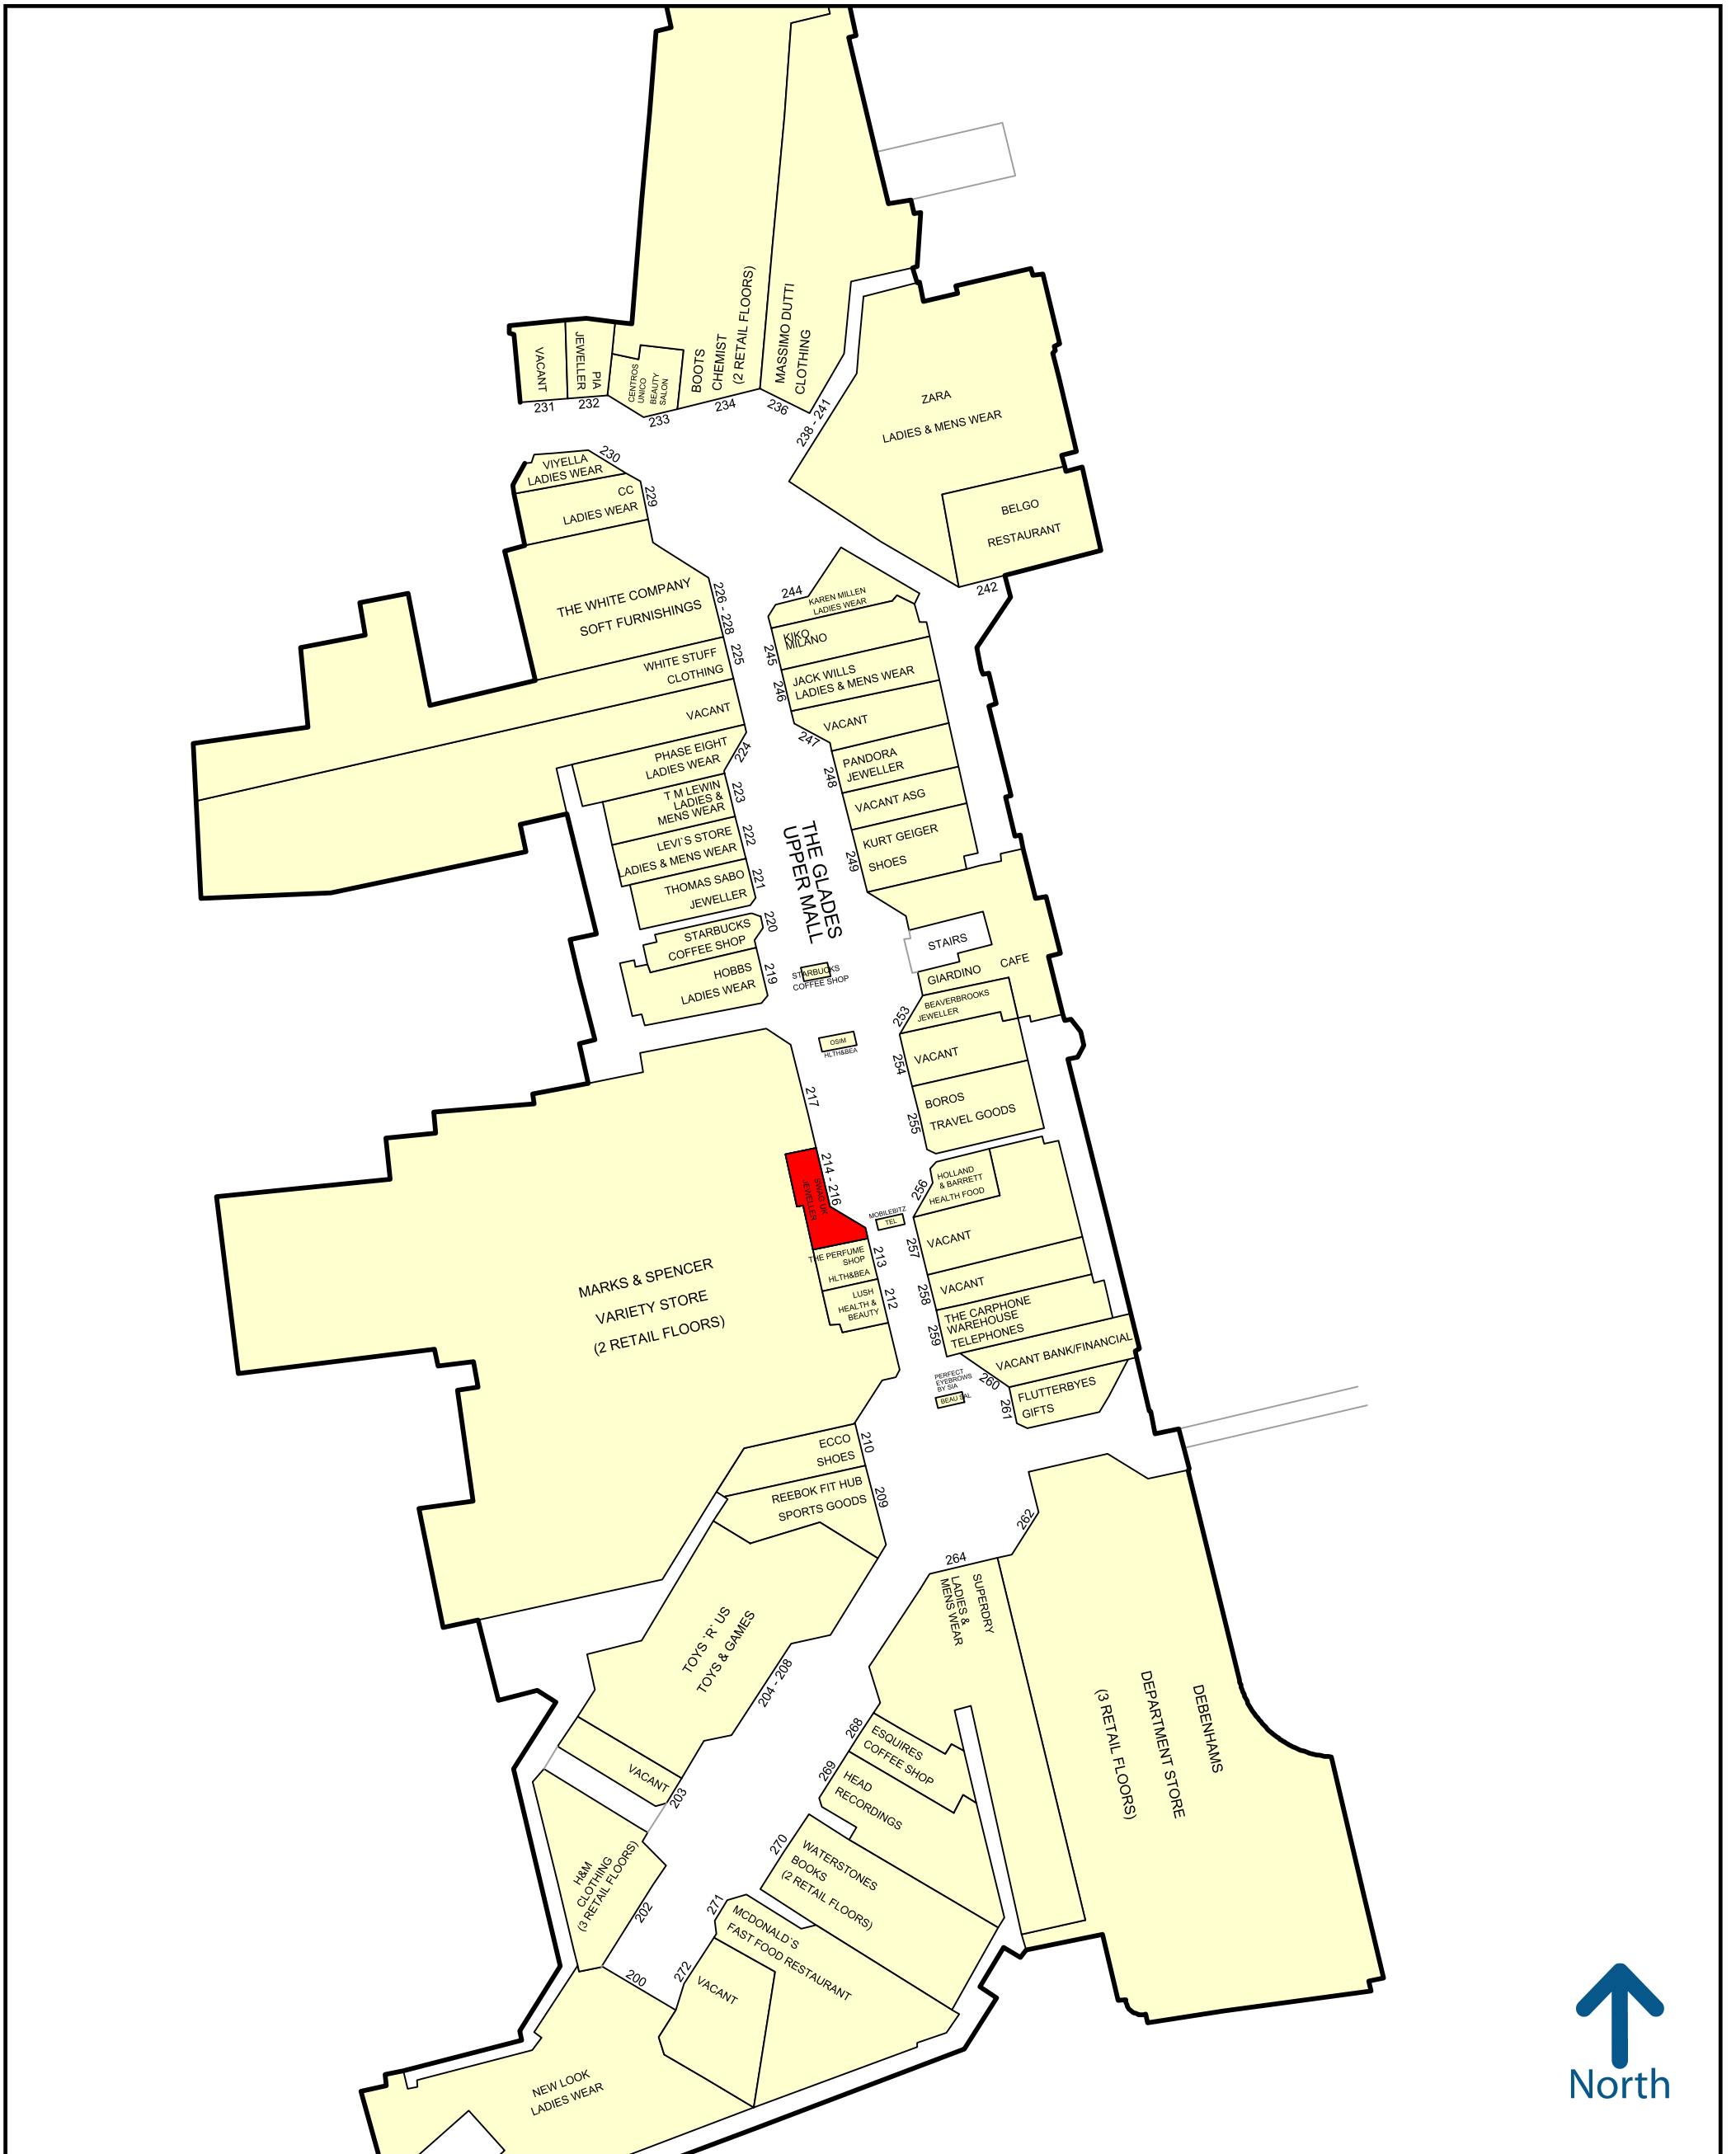 VACANT
231
JEWELLER
PIA
232
CENTROS
UNICO
BEAUTY
SALON
233
BOOTS
CHEMIST
(2 RETAIL FLOORS)
234
MASSIMO DUTTI
CLOTHING
236
238 - 241
ZARA
LADIES & MENS WEAR
BELGO
RESTAURANT
242
VIYELLA
LADIES WEAR
230
CC
LADIES WEAR
229
THE WHITE COMPANY
SOFT FURNISHINGS
226 - 228
WHITE STUFF
CLOTHING
225
VACANT
PHASE EIGHT
LADIES WEAR
224
T M LEWIN
LADIES &
MENS WEAR
223
LEVI`S STORE
LADIES & MENS WEAR
222
THOMAS SABO
JEWELLER
221
STARBUCKS
COFFEE SHOP
220
HOBBS
LADIES WEAR
219
244
KAREN MILLEN
LADIES WEAR
KIKO
MILANO
245
JACK WILLS
LADIES & MENS WEAR
246
VACANT
247
PANDORA
JEWELLER
248
VACANT ASG
KURT GEIGER
SHOES
249
THE GLADES
UPPER MALL
STAIRS
GIARDINO CAFE
STARBUCKS
COFFEE SHOP
BEAVERBROOKS
JEWELLER
253
OSIM
HLTH&BEA
VACANT
254
BOROS
TRAVEL GOODS
255
217
214 - 216
SWAG UK
JEWELLER
HOLLAND
& BARRETT
HEALTH FOOD
256
MOBILEBITZ
TEL
VACANT
257
THE PERFUME
SHOP
HLTH&BEA
213
LUSH
HEALTH &
BEAUTY
212
VACANT
258
THE CARPHONE
WAREHOUSE
TELEPHONES
259
MARKS & SPENCER
VARIETY STORE
(2 RETAIL FLOORS)
VACANT BANK/FINANCIAL
260
PERFECT
EYEBROWS
BY SIA
BEAU SAL
FLUTTERBYES
GIFTS
261
ECCO
SHOES
210
REEBOK FIT HUB
SPORTS GOODS
209
262
264
SUPERDRY
LADIES &
MENS WEAR
TOYS `R` US
TOYS & GAMES
204 - 208
DEBENHAMS
DEPARTMENT STORE
(3 RETAIL FLOORS)
268
ESQUIRES
COFFEE SHOP
VACANT
203
269
HEAD
RECORDINGS
270
WATERSTONES
BOOKS
(2 RETAIL FLOORS)
H&M
CLOTHING
(3 RETAIL FLOORS)
202
271
MCDONALD`S
FAST FOOD RESTAURANT
272
VACANT
200
NEW LOOK
LADIES WEAR
North